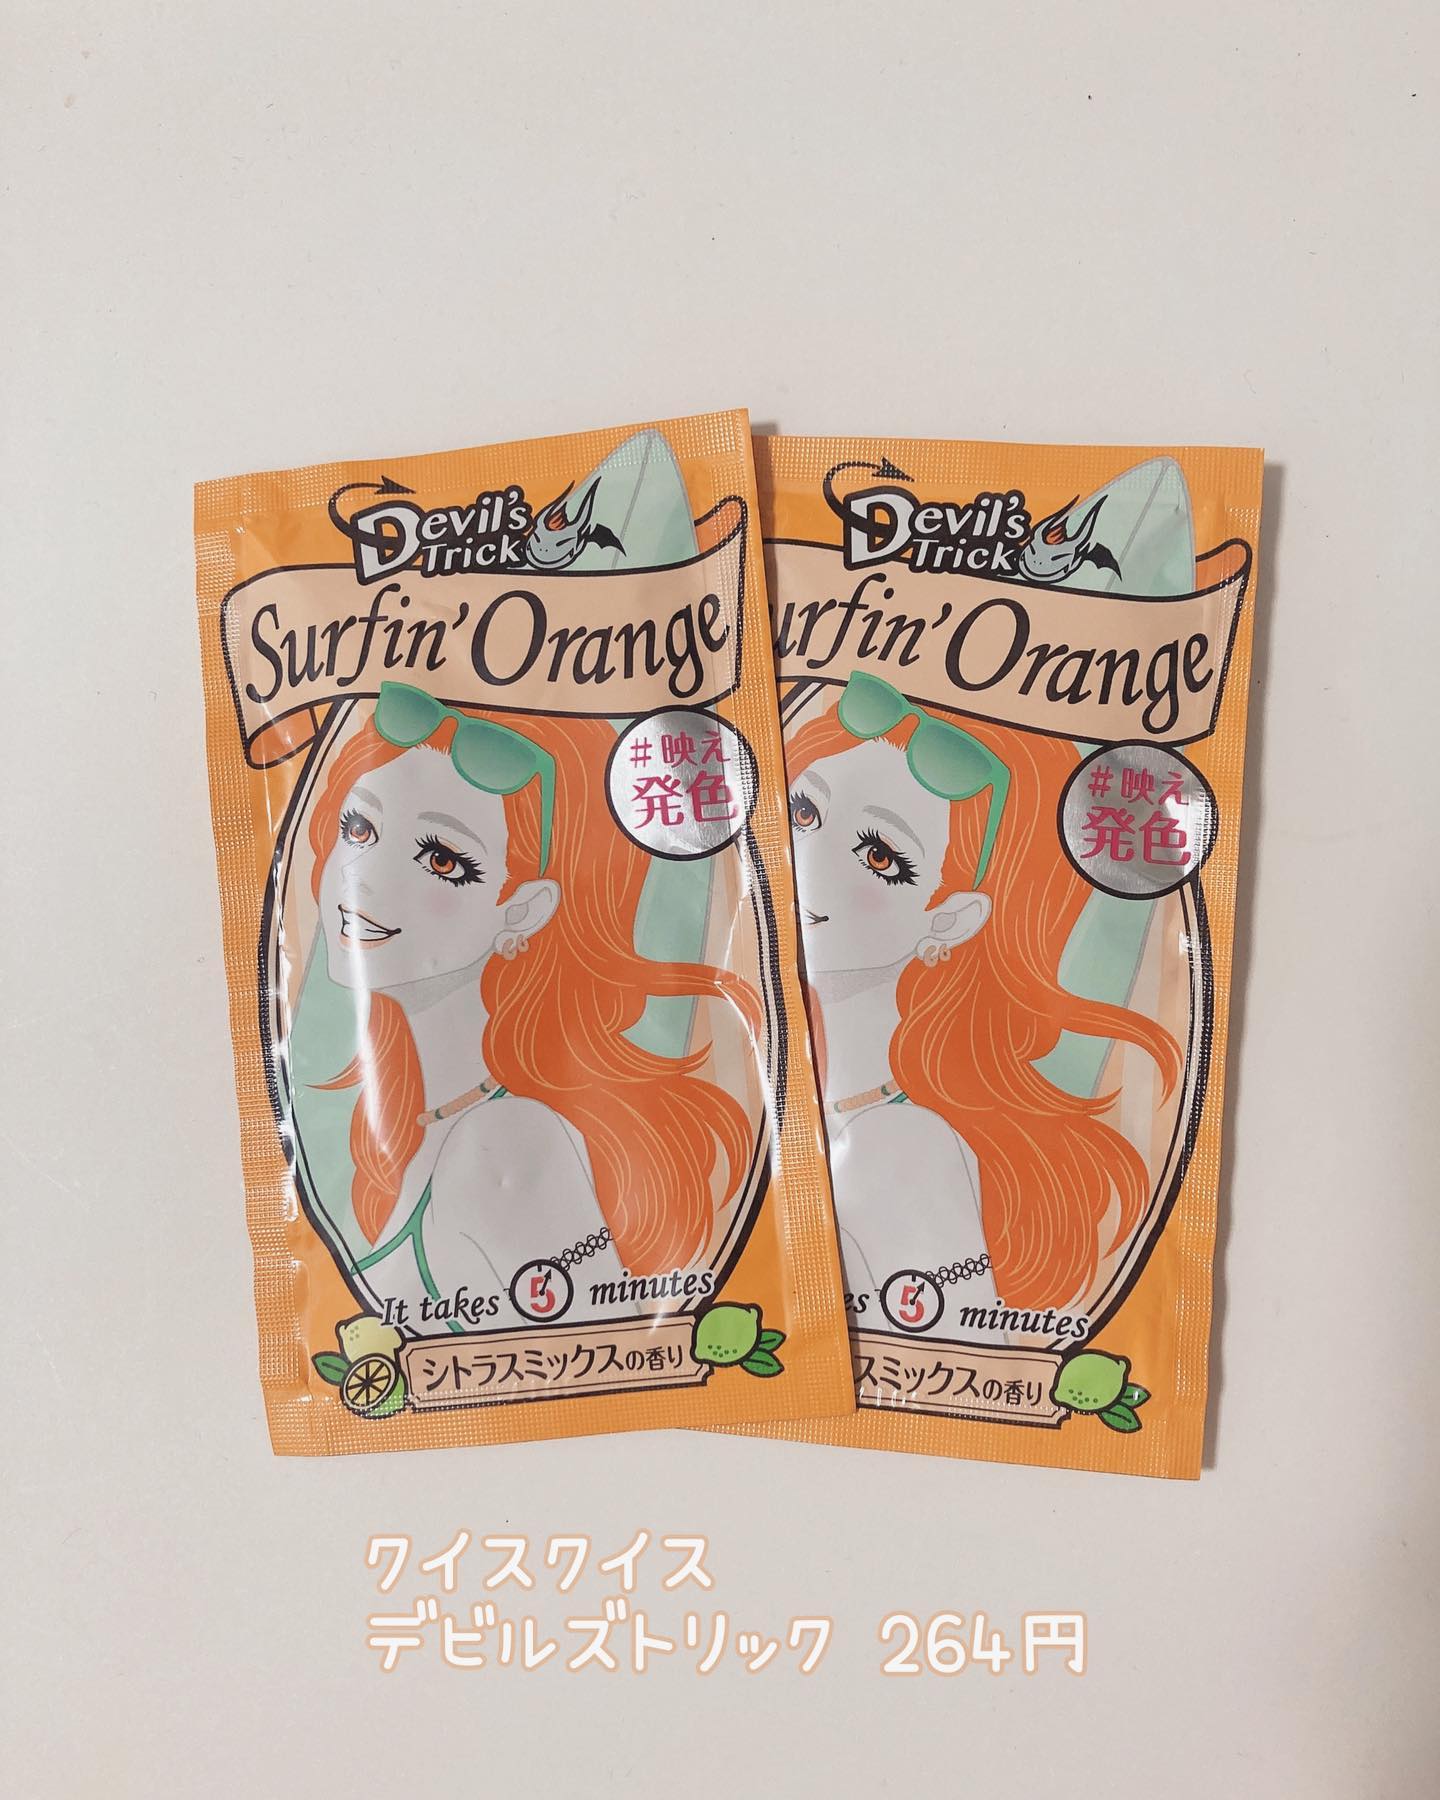 Devil's
Trick
Surfin' Orange
#映え
発色
It takes 5 minutes
シトラスミックスの香り
Devil's
Trick
urfin' Orange
#映え
発色
es 5 minutes
スミックスの香り
クイスクイス
デビルズトリック 264円